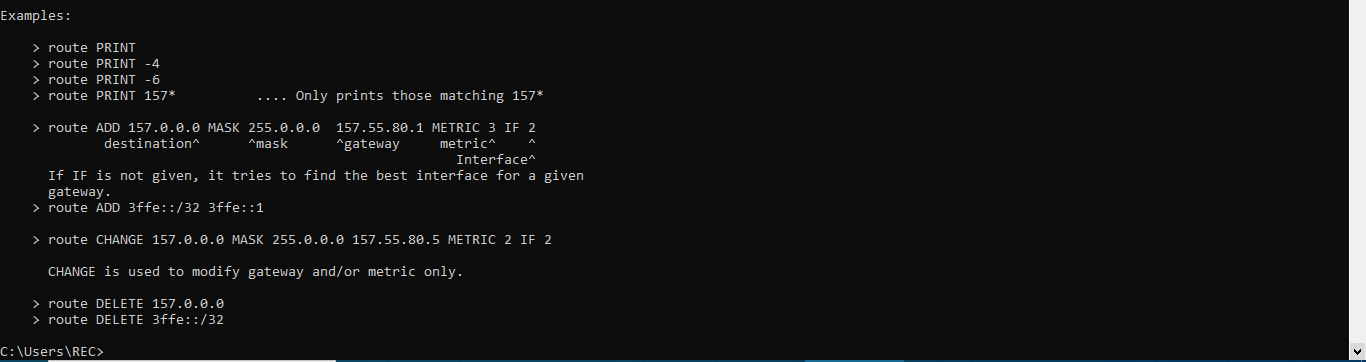 Examples:
    > route PRINT
    > route PRINT -4
    > route PRINT -6
    > route PRINT 157*          .... Only prints those matching 157*
    > route ADD 157.0.0.0 MASK 255.0.0.0  157.55.80.1 METRIC 3 IF 2
             destination^      ^mask      ^gateway     metric^    ^
                                                         Interface^
      If IF is not given, it tries to find the best interface for a given
      gateway.
    > route ADD 3ffe::/32 3ffe::1
    > route CHANGE 157.0.0.0 MASK 255.0.0.0 157.55.80.5 METRIC 2 IF 2
      CHANGE is used to modify gateway and/or metric only.
    > route DELETE 157.0.0.0
    > route DELETE 3ffe::/32
C:\Users\REC>